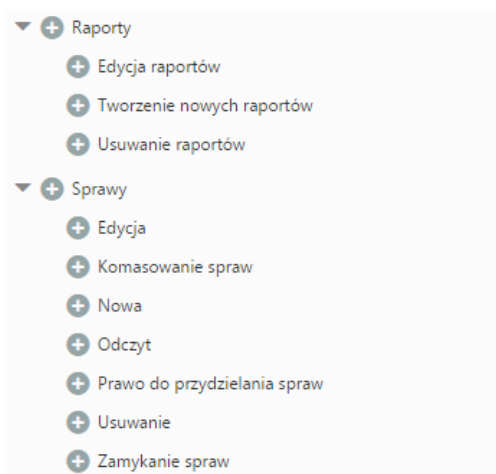 Raporty
Edycja raportów
Tworzenie nowych raportów
Usuwanie raportów
Sprawy
Edycja
Komasowanie spraw
Nowa
Odczyt
Prawo do przydzielania spraw
Usuwanie
Zamykanie spraw